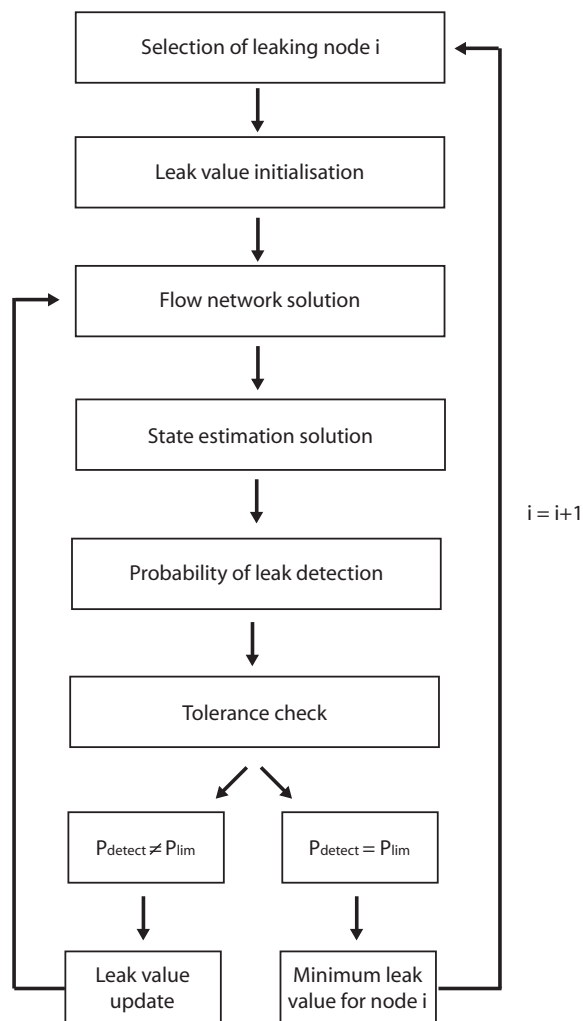 Selection of leaking node i
Leak value initialisation
Flow network solution
State estimation solution
i = i+1
Probability of leak detection
Tolerance check
Pdetect ≠ Plim
Pdetect = Plim
Leak value
update
Minimum leak
value for node i